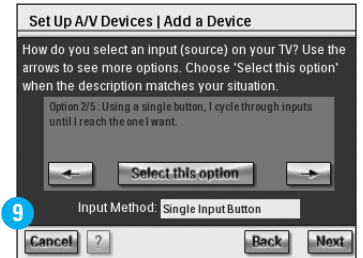 Set Up A/V Devices | Add a Device
How do you select an input (source) on your TV? Use the
arrows to see more options. Choose 'Select this option'
when the description matches your situation.
Option 2/5 : Using a single button, I cycle through inputs
until I reach the one I want.
Select this option
9
Input Method: Single Input Button
Cancel ? Back Next